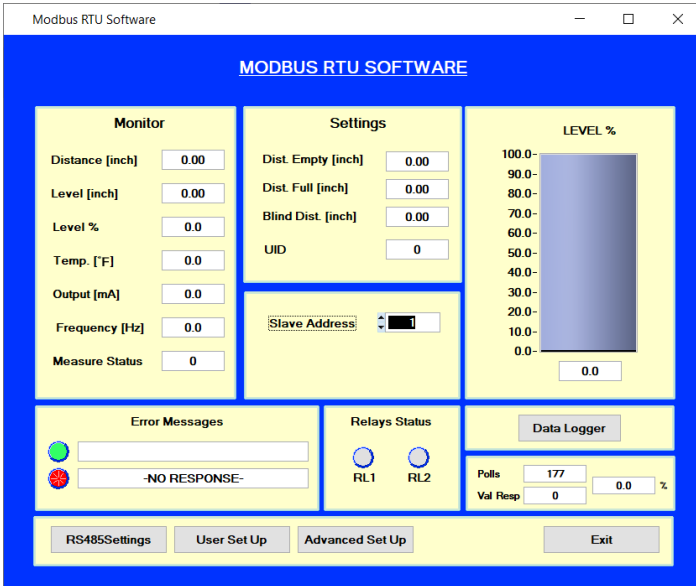 Modbus RTU Software
MODBUS RTU SOFTWARE
Monitor
Distance [inch] 0.00
Level [inch] 0.00
Level % 0.0
Temp. [°F] 0.0
Output [mA] 0.0
Frequency [Hz] 0.0
Measure Status 0
Settings
Dist. Empty [inch] 0.00
Dist. Full [inch] 0.00
Blind Dist. [inch] 0.00
UID 0
Slave Address 1
LEVEL %
100.0-
90.0-
80.0-
70.0-
60.0-
50.0-
40.0-
30.0-
20.0-
10.0-
0.0-
0.0
Error Messages
-NO RESPONSE-
Relays Status
RL1 RL2
Data Logger
Polls 177
Val Resp 0
0.0 %
RS485Settings User Set Up Advanced Set Up Exit